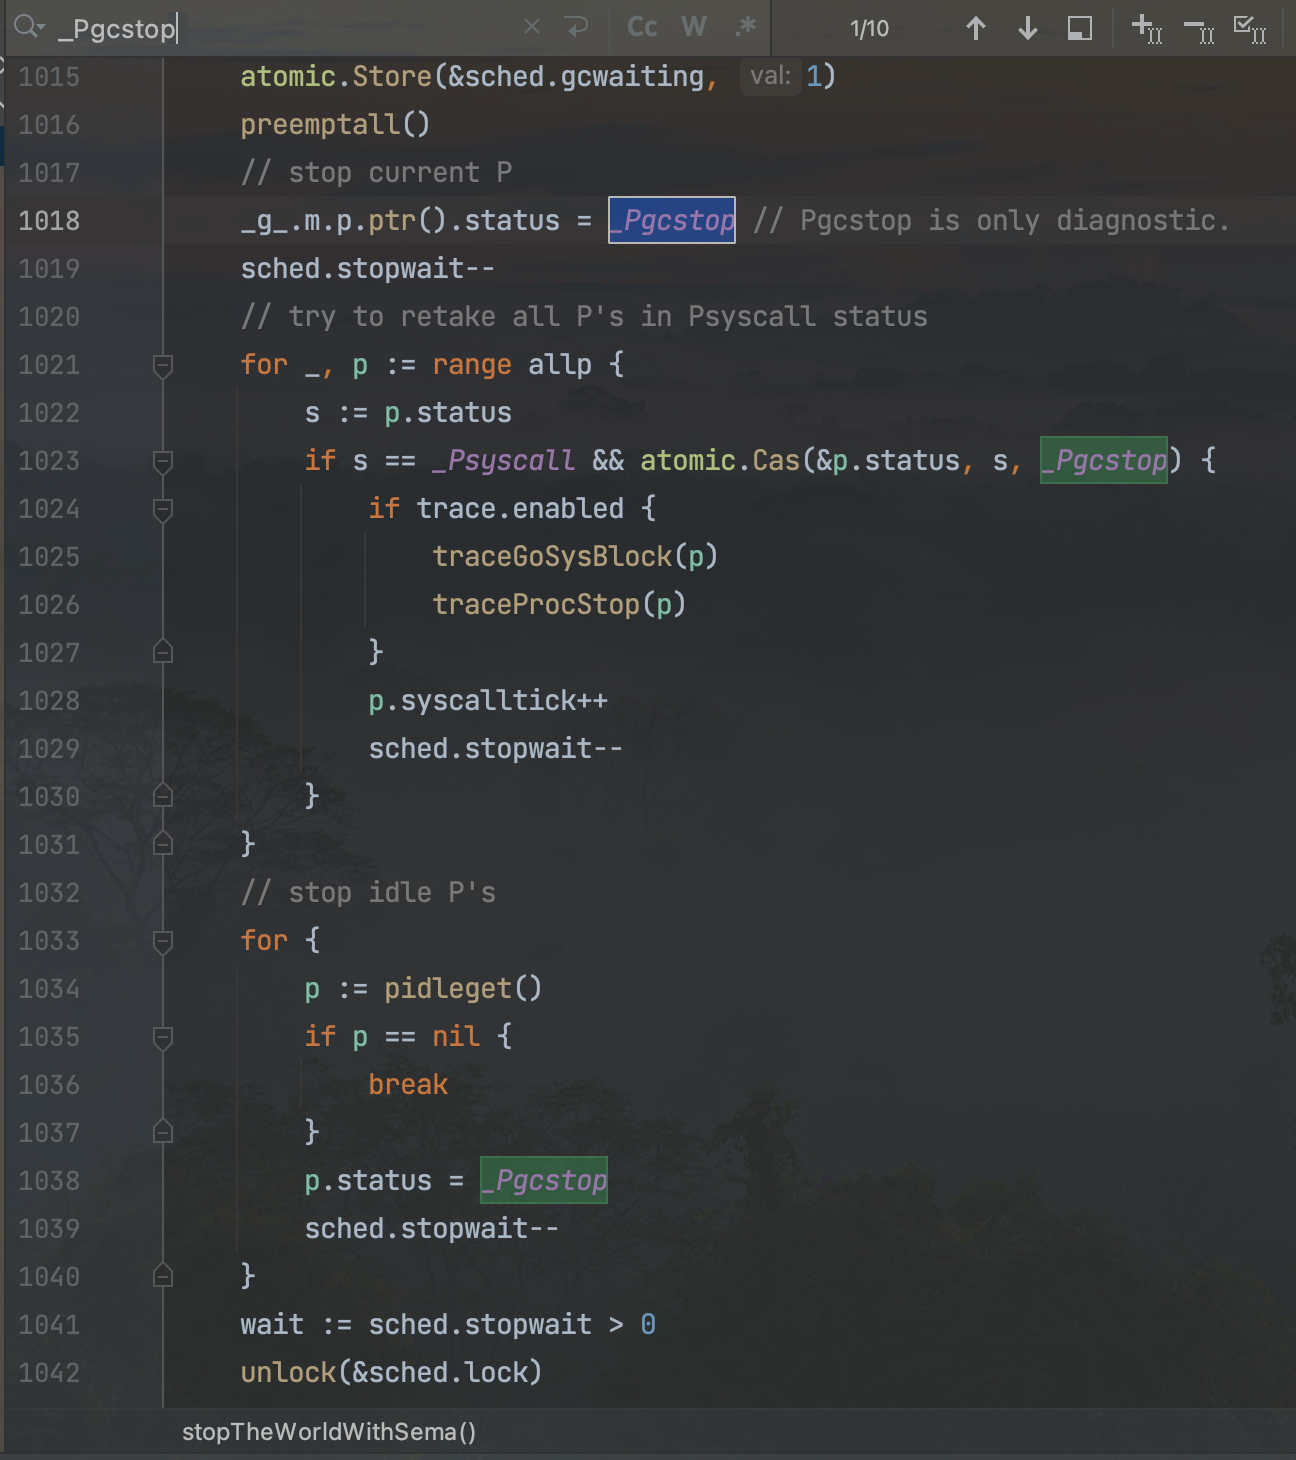 _Pgcstop Cc W .* 1/10
1015 atomic.Store(&sched.gcwaiting, val: 1)
1016 preemptall()
1017 // stop current P
1018 _g_.m.p.ptr().status = _Pgcstop // Pgcstop is only diagnostic.
1019 sched.stopwait--
1020 // try to retake all P's in Psyscall status
1021 for _, p := range allp {
1022 s := p.status
1023 if s == _Psyscall && atomic.Cas(&p.status, s, _Pgcstop) {
1024 if trace.enabled {
1025 traceGoSysBlock(p)
1026 traceProcStop(p)
1027 }
1028 p.syscalltick++
1029 sched.stopwait--
1030 }
1031 }
1032 // stop idle P's
1033 for {
1034 p := pidleget()
1035 if p == nil {
1036 break
1037 }
1038 p.status = _Pgcstop
1039 sched.stopwait--
1040 }
1041 wait := sched.stopwait > 0
1042 unlock(&sched.lock)
stopTheWorldWithSema()